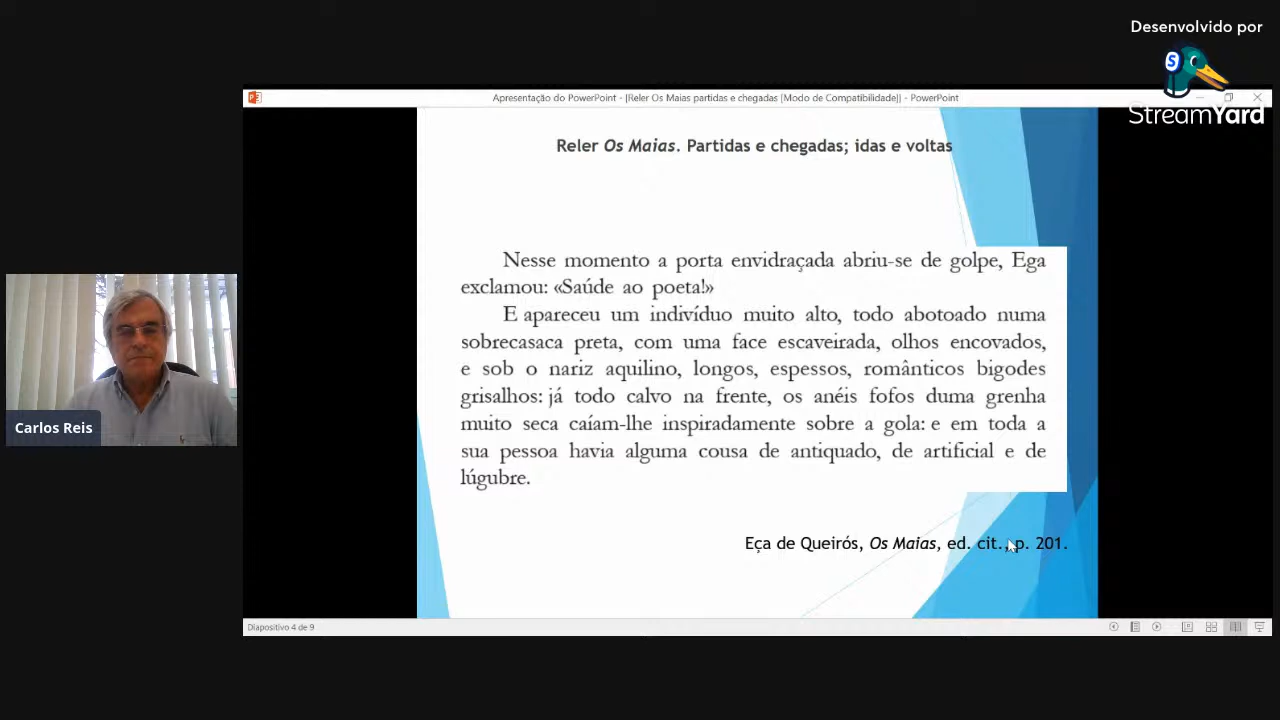 Desenvolvido por
StreamYard
Apresentação do PowerPoint - [Reler Os Maias partidas e chegadas [Modo de Compatibilidade]] - PowerPoint
Reler Os Maias. Partidas e chegadas; idas e voltas
Nesse momento a porta envidraçada abriu-se de golpe, Ega
exclamou: «Saúde ao poeta!»
E apareceu um indivíduo muito alto, todo abotoado numa
sobrecasaca preta, com uma face escaveirada, olhos encovados,
e sob o nariz aquilino, longos, espessos, românticos bigodes
grisalhos: já todo calvo na frente, os anéis fofos duma grenha
muito seca caíam-lhe inspiradamente sobre a gola: e em toda a
sua pessoa havia alguma cousa de antiquado, de artificial e de
lúgubre.
Eça de Queirós, Os Maias, ed. cit., p. 201.
Carlos Reis
Diapositivo 4 de 9